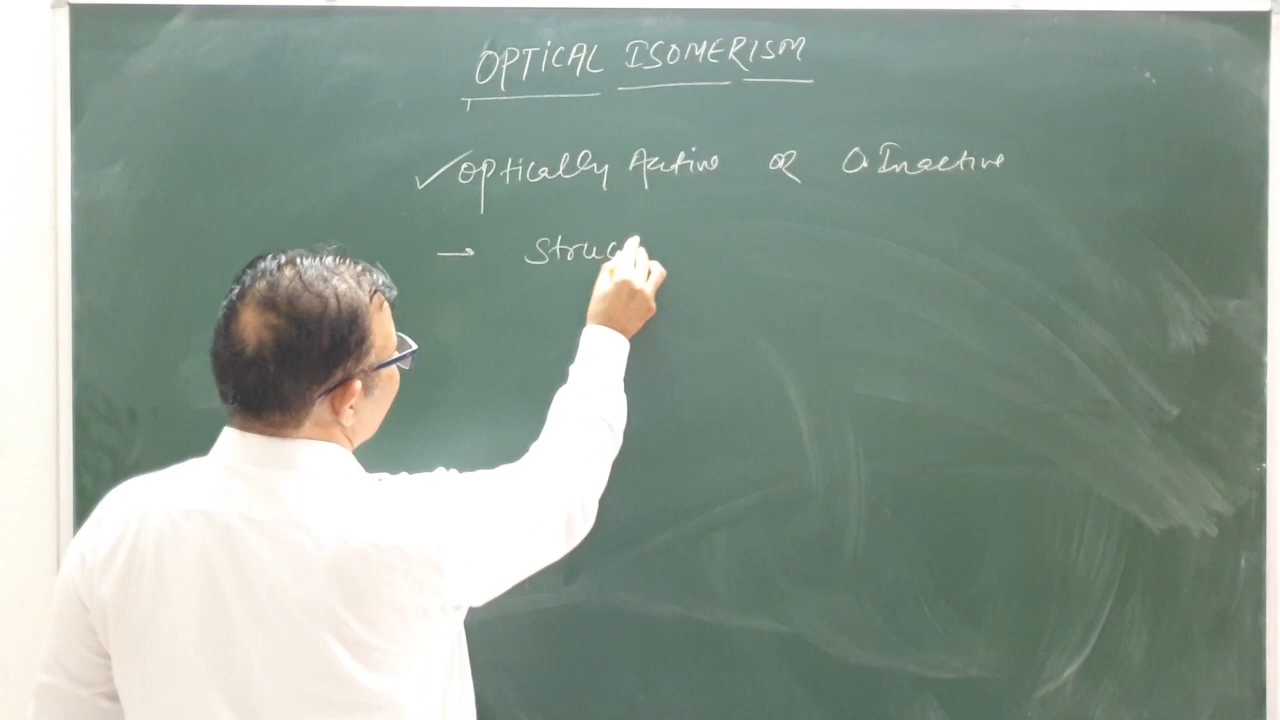 OPTICAL ISOMERISM
✓ Optically Active OR O.Inactive
→ Struc